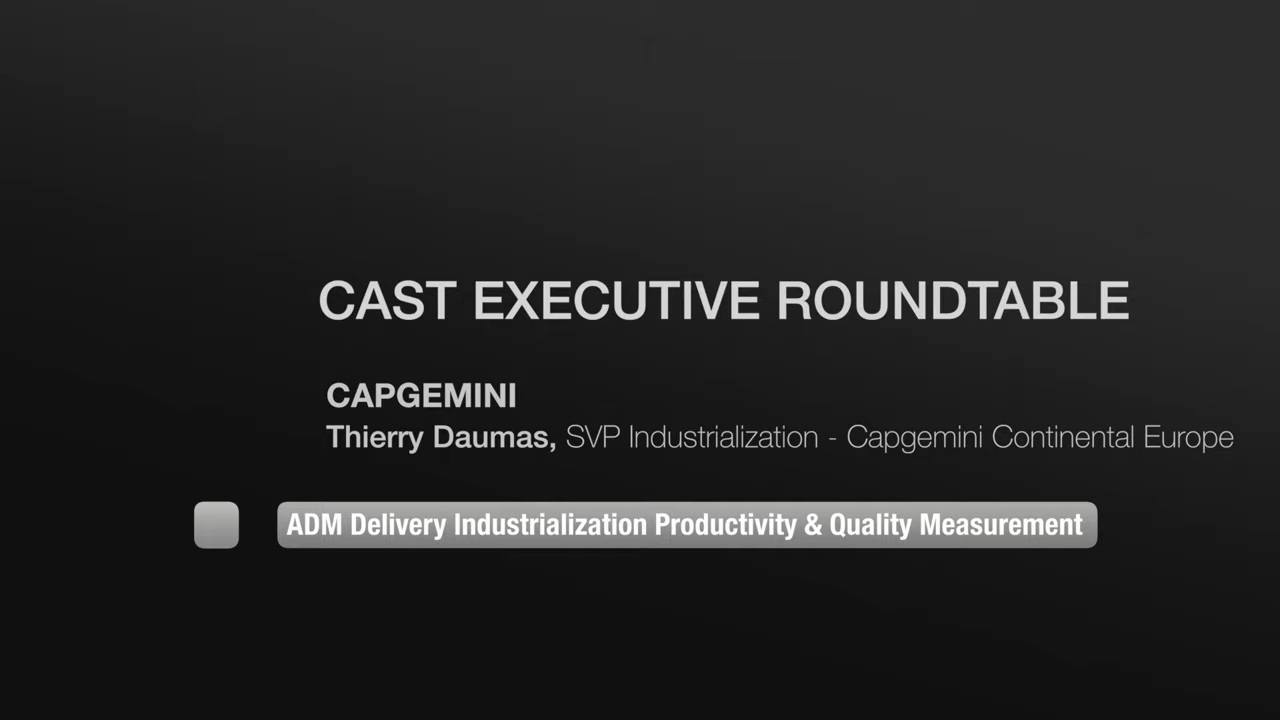 CAST EXECUTIVE ROUNDTABLE
CAPGEMINI
Thierry Daumas, SVP Industrialization - Capgemini Continental Europe
ADM Delivery Industrialization Productivity & Quality Measurement